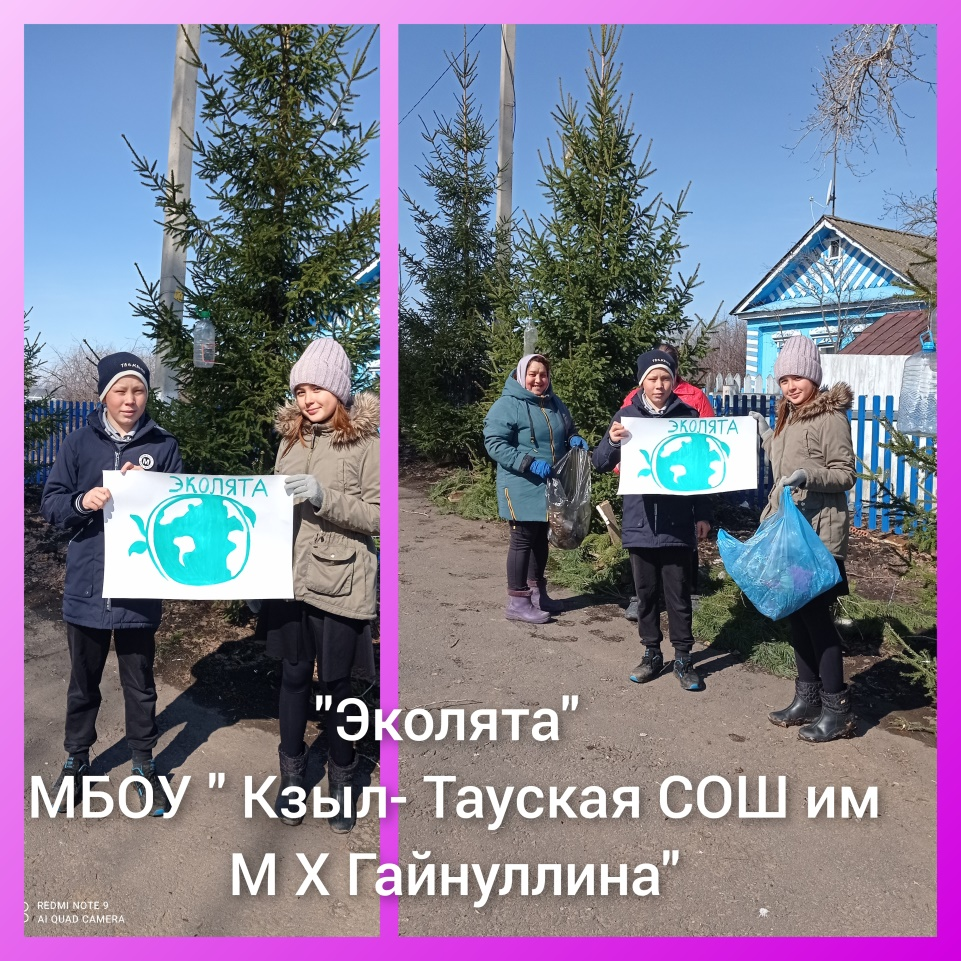 ЭКОЛЯТА
М
ЭКОЛЯТА
"Эколята"
МБОУ " Кзыл- Тауская СОШ им
М Х Гайнуллина"
REDMI NOTE 9
AI QUAD CAMERA